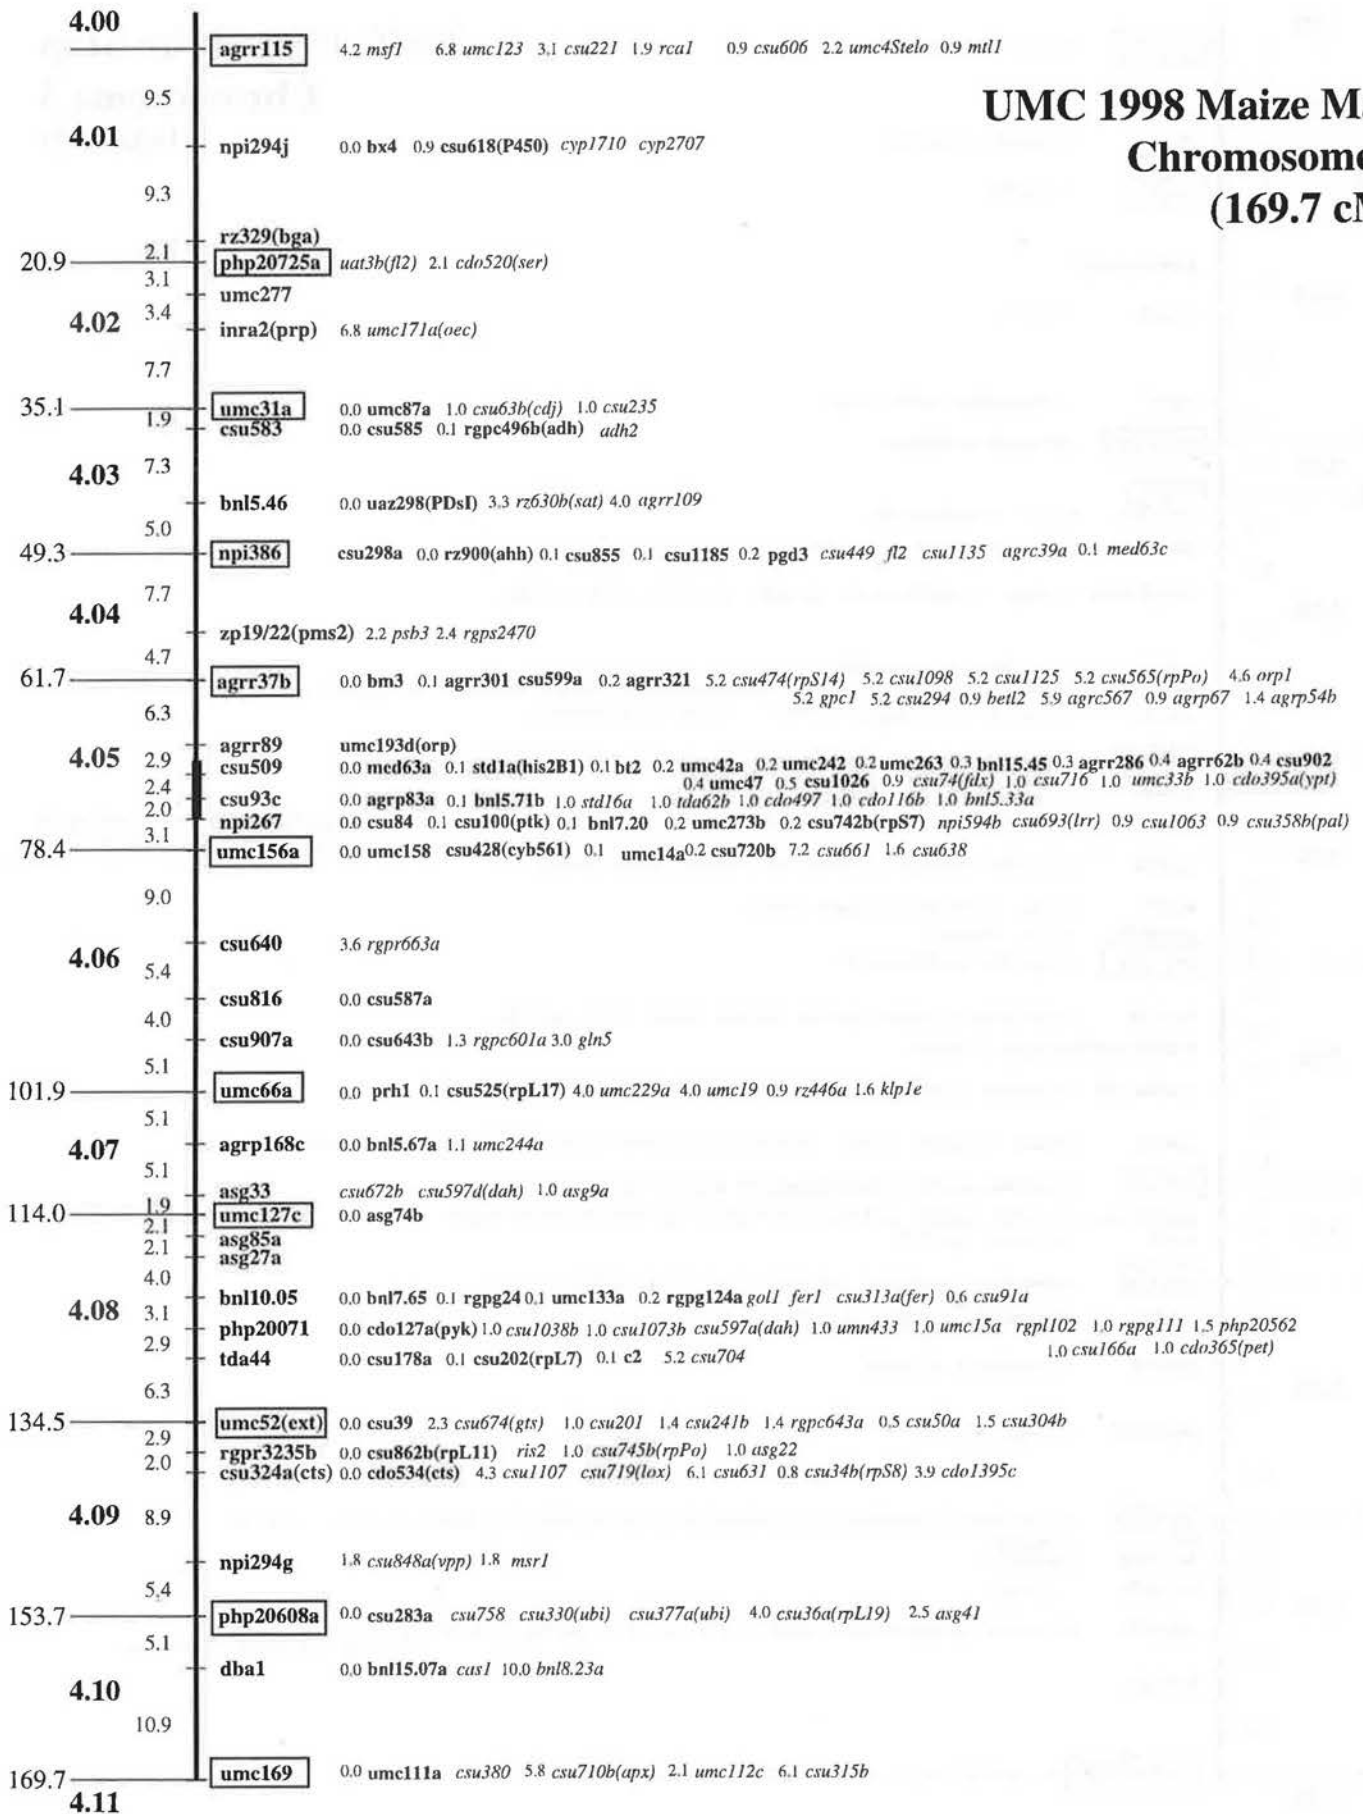 4.00
agrr115 4.2 msf1 6.8 umc123 3.1 csu221 1.9 rca1 0.9 csu606 2.2 umc4Stelo 0.9 mtl1
UMC 1998 Maize M
Chromosome
(169.7 cM
9.5
4.01
npi294j 0.0 bx4 0.9 csu618(P450) cyp1710 cyp2707
9.3
rz329(bga)
2.1
20.9 php20725a uat3b(fl2) 2.1 cdo520(ser)
3.1
umc277
3.4
4.02 inra2(prp) 6.8 umc171a(oec)
7.7
35.1 umc31a 0.0 umc87a 1.0 csu63b(cdj) 1.0 csu235
1.9
csu583 0.0 csu585 0.1 rgpc496b(adh) adh2
4.03 7.3
bnl5.46 0.0 uaz298(PDsI) 3.3 rz630b(sat) 4.0 agrr109
5.0
49.3 npi386 csu298a 0.0 rz900(ahh) 0.1 csu855 0.1 csu1185 0.2 pgd3 csu449 fl2 csu1135 agrc39a 0.1 med63c
7.7
4.04
zp19/22(pms2) 2.2 psb3 2.4 rgps2470
4.7
61.7 agrr37b 0.0 bm3 0.1 agrr301 csu599a 0.2 agrr321 5.2 csu474(rpS14) 5.2 csu1098 5.2 csu1125 5.2 csu565(rpPo) 4.6 orp1
5.2 gpc1 5.2 csu294 0.9 betl2 5.9 agrc567 0.9 agrp67 1.4 agrp54b
6.3
agrr89 umc193d(orp)
4.05 2.9
csu509 0.0 med63a 0.1 std1a(his2B1) 0.1 bt2 0.2 umc42a 0.2 umc242 0.2 umc263 0.3 bnl15.45 0.3 agrr286 0.4 agrr62b 0.4 csu902
0.4 umc47 0.5 csu1026 0.9 csu74(fdx) 1.0 csu716 1.0 umc33b 1.0 cdo395a(ypt)
2.4
csu93c 0.0 agrp83a 0.1 bnl5.71b 1.0 std16a 1.0 tda62b 1.0 cdo497 1.0 cdo116b 1.0 bnl5.33a
2.0
npi267 0.0 csu84 0.1 csu100(ptk) 0.1 bnl7.20 0.2 umc273b 0.2 csu742b(rpS7) npi594b csu693(lrr) 0.9 csu1063 0.9 csu358b(pal)
3.1
78.4 umc156a 0.0 umc158 csu428(cyb561) 0.1 umc14a 0.2 csu720b 7.2 csu661 1.6 csu638
9.0
csu640 3.6 rgpr663a
4.06
5.4
csu816 0.0 csu587a
4.0
csu907a 0.0 csu643b 1.3 rgpc601a 3.0 gln5
5.1
101.9 umc66a 0.0 prh1 0.1 csu525(rpL17) 4.0 umc229a 4.0 umc19 0.9 rz446a 1.6 klp1e
5.1
4.07 agrp168c 0.0 bnl5.67a 1.1 umc244a
5.1
asg33 csu672b csu597d(dah) 1.0 asg9a
1.9
114.0 umc127c 0.0 asg74b
2.1
asg85a
2.1
asg27a
4.0
bnl10.05 0.0 bnl7.65 0.1 rgpg24 0.1 umc133a 0.2 rgpg124a gol1 fer1 csu313a(fer) 0.6 csu91a
4.08 3.1
php20071 0.0 cdo127a(pyk) 1.0 csu1038b 1.0 csu1073b csu597a(dah) 1.0 umn433 1.0 umc15a rgpl102 1.0 rgpg111 1.5 php20562
1.0 csu166a 1.0 cdo365(pet)
2.9
tda44 0.0 csu178a 0.1 csu202(rpL7) 0.1 c2 5.2 csu704
6.3
134.5 umc52(ext) 0.0 csu39 2.3 csu674(gts) 1.0 csu201 1.4 csu241b 1.4 rgpc643a 0.5 csu50a 1.5 csu304b
2.9
rgpr3235b 0.0 csu862b(rpL11) ris2 1.0 csu745b(rpPo) 1.0 asg22
2.0
csu324a(cts) 0.0 cdo534(cts) 4.3 csu1107 csu719(lox) 6.1 csu631 0.8 csu34b(rpS8) 3.9 cdo1395c
4.09 8.9
npi294g 1.8 csu848a(vpp) 1.8 msr1
5.4
153.7 php20608a 0.0 csu283a csu758 csu330(ubi) csu377a(ubi) 4.0 csu36a(rpL19) 2.5 asg41
5.1
dba1 0.0 bnl15.07a cas1 10.0 bnl8.23a
4.10
10.9
169.7 umc169 0.0 umc111a csu380 5.8 csu710b(apx) 2.1 umc112c 6.1 csu315b
4.11